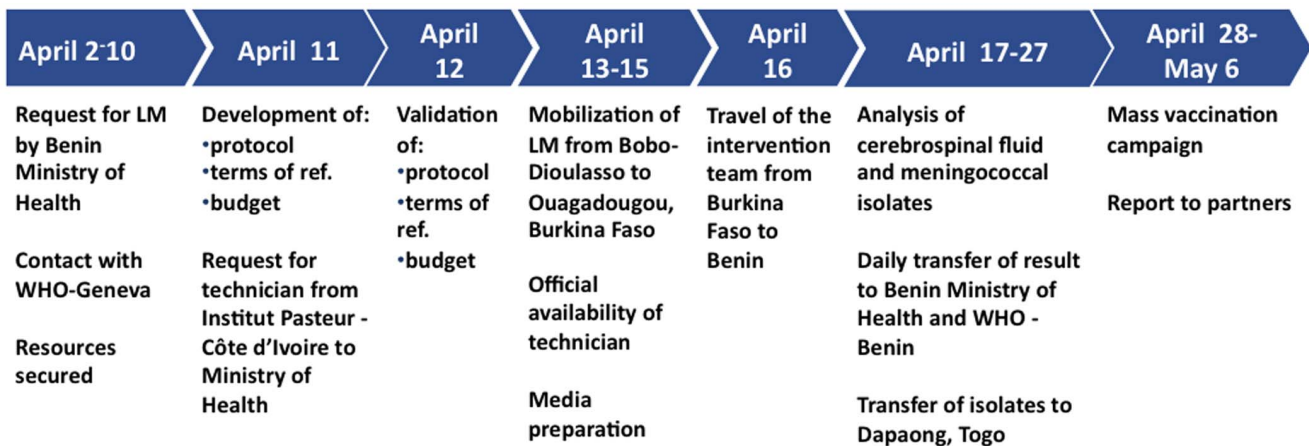 April 2-10
Request for LM
by Benin
Ministry of
Health
Contact with
WHO-Geneva
Resources
secured
April 11
Development of:
•protocol
•terms of ref.
•budget
Request for
technician from
Institut Pasteur -
Côte d'Ivoire to
Ministry of
Health
April
12
Validation
of:
•protocol
•terms of
ref.
•budget
April
13-15
Mobilization of
LM from Bobo-
Dioulasso to
Ouagadougou,
Burkina Faso
Official
availability of
technician
Media
preparation
April
16
Travel of the
intervention
team from
Burkina
Faso to
Benin
April 17-27
Analysis of
cerebrospinal fluid
and meningococcal
isolates
Daily transfer of result
to Benin Ministry of
Health and WHO -
Benin
Transfer of isolates to
Dapaong, Togo
April 28-
May 6
Mass vaccination
campaign
Report to partners